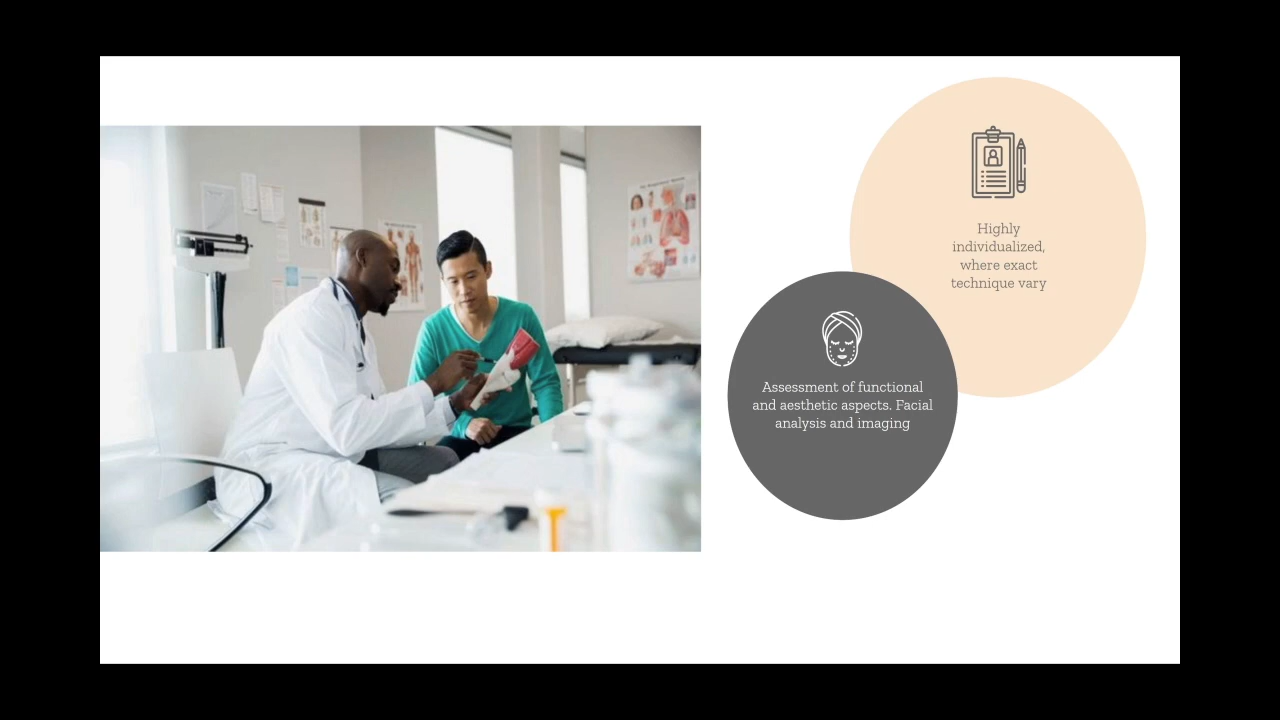 Highly
individualized,
where exact
technique vary
Assessment of functional
and aesthetic aspects. Facial
analysis and imaging